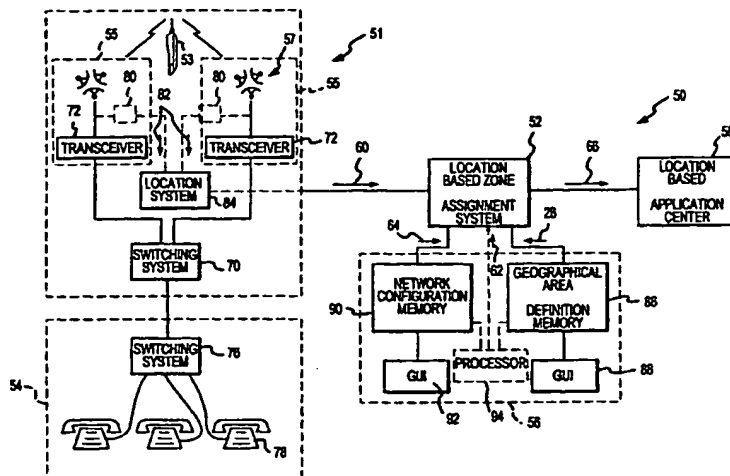 55
57
51
53
80
80
55
82
72
TRANSCEIVER
TRANSCEIVER
72
LOCATION SYSTEM
84
SWITCHING SYSTEM
70
60
52
LOCATION BASED ZONE
ASSIGNMENT SYSTEM
66
50
58
LOCATION BASED
APPLICATION CENTER
64
62
28
90
NETWORK CONFIGURATION MEMORY
GEOGRAPHICAL AREA
DEFINITION MEMORY
86
GUI
92
PROCESSOR
94
GUI
88
56
54
SWITCHING SYSTEM
76
78